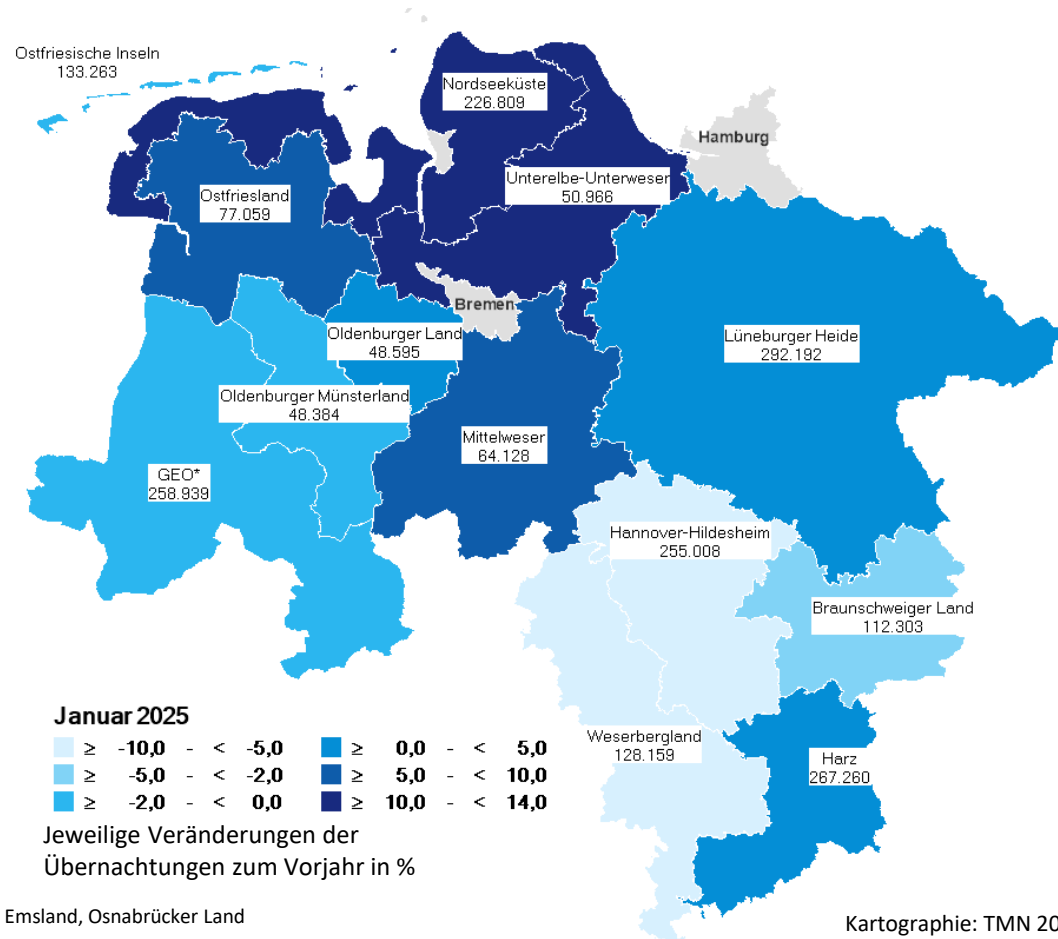 Ostfriesische Inseln
133.263
Nordseeküste
226.809
Hamburg
Unterelbe-Unterweser
50.966
Ostfriesland
77.059
Bremen
Oldenburger Land
48.595
Lüneburger Heide
292.192
Oldenburger Münsterland
48.384
Mittelweser
64.128
GEO*
258.939
Hannover-Hildesheim
255.008
Braunschweiger Land
112.303
Weserbergland
128.159
Harz
267.260
Januar 2025
≥ -10,0 - < -5,0 ≥ 0,0 - < 5,0
≥ -5,0 - < -2,0 ≥ 5,0 - < 10,0
≥ -2,0 - < 0,0 ≥ 10,0 - < 14,0
Jeweilige Veränderungen der
Übernachtungen zum Vorjahr in %
Emsland, Osnabrücker Land
Kartographie: TMN 20